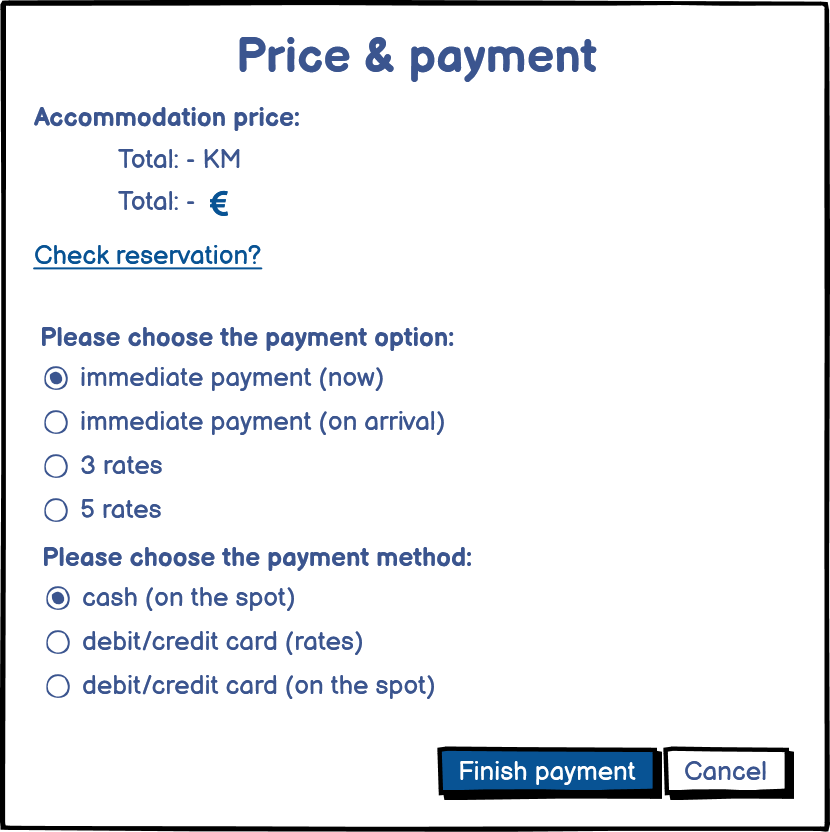 Price & payment
Accommodation price:
Total: - KM
Total: - €
Check reservation?
Please choose the payment option:
immediate payment (now)
immediate payment (on arrival)
3 rates
5 rates
Please choose the payment method:
cash (on the spot)
debit/credit card (rates)
debit/credit card (on the spot)
Finish payment Cancel